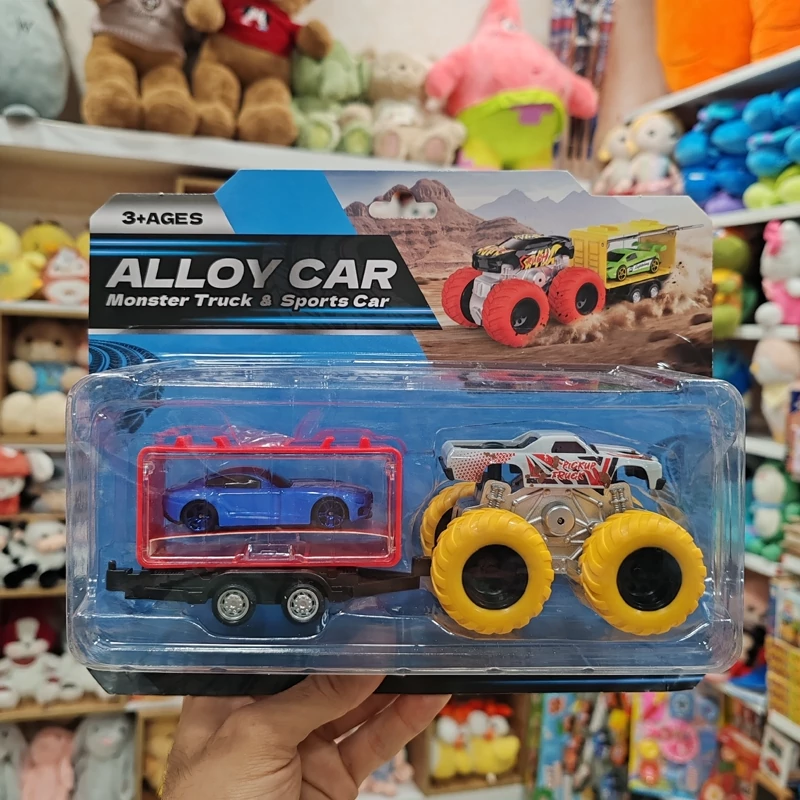 3+AGES
ALLOY CAR
Monster Truck & Sports Car
PICKUP
TRUCK